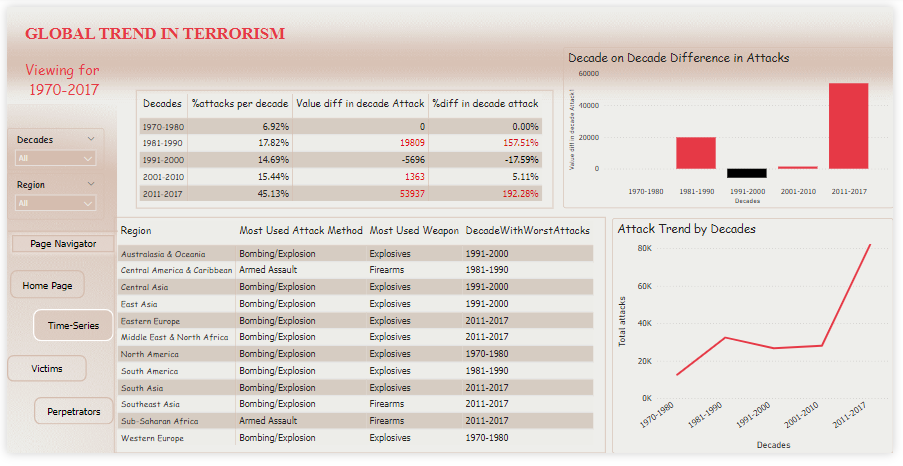 GLOBAL TREND IN TERRORISM
Viewing for
1970-2017
Decades
All
Region
All
Page Navigator
Home Page
Time-Series
Victims
Perpetrators
Decades %attacks per decade Value diff in decade Attack %diff in decade attack
1970-1980 6.92% 0 0.00%
1981-1990 17.82% 19809 157.51%
1991-2000 14.69% -5696 -17.59%
2001-2010 15.44% 1363 5.11%
2011-2017 45.13% 53937 192.28%
Decade on Decade Difference in Attacks
Value diff in decade Attack!
60000
40000
20000
0
1970-1980 1981-1990 1991-2000 2001-2010 2011-2017
Decades
Region Most Used Attack Method Most Used Weapon DecadeWithWorstAttacks
Australasia & Oceania Bombing/Explosion Explosives 1991-2000
Central America & Caribbean Armed Assault Firearms 1981-1990
Central Asia Bombing/Explosion Explosives 1991-2000
East Asia Bombing/Explosion Explosives 1991-2000
Eastern Europe Bombing/Explosion Explosives 2011-2017
Middle East & North Africa Bombing/Explosion Explosives 2011-2017
North America Bombing/Explosion Explosives 1970-1980
South America Bombing/Explosion Explosives 1981-1990
South Asia Bombing/Explosion Explosives 2011-2017
Southeast Asia Bombing/Explosion Firearms 2011-2017
Sub-Saharan Africa Armed Assault Firearms 2011-2017
Western Europe Bombing/Explosion Explosives 1970-1980
Attack Trend by Decades
Total attacks
80K
60K
40K
20K
0K
1970-1980 1981-1990 1991-2000 2001-2010 2011-2017
Decades